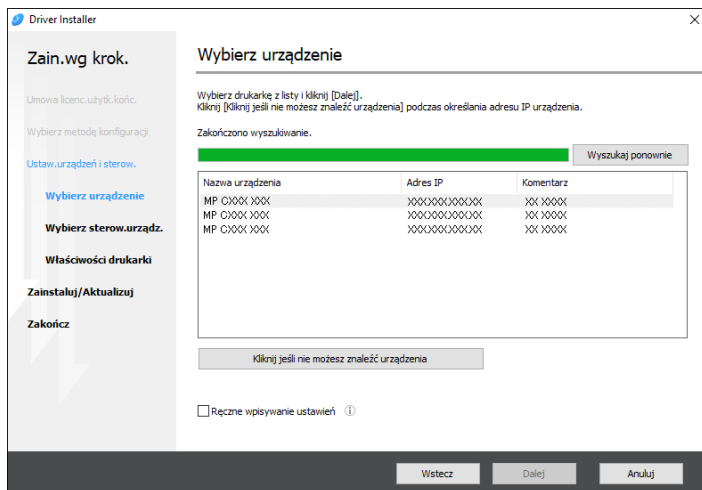 Driver Installer
Zain.wg krok.
Umowa licenc.użytk.końc.
Wybierz metodę konfiguracji
Ustaw.urządzeń i sterow.
Wybierz urządzenie
Wybierz sterow.urządz.
Właściwości drukarki
Zainstaluj/Aktualizuj
Zakończ
Wybierz urządzenie
Wybierz drukarkę z listy i kliknij [Dalej].
Kliknij [Kliknij jeśli nie możesz znaleźć urządzenia] podczas określania adresu IP urządzenia.
Zakończono wyszukiwanie.
Wyszukaj ponownie
Nazwa urządzenia Adres IP Komentarz
MP CXXX XXX XXX.XXX.XXX.XX XX XXXX
MP CXXX XXX XXX.XXX.XXX.XX XX XXXX
MP CXXX XXX XXX.XXX.XXX.XX XX XXXX
Kliknij jeśli nie możesz znaleźć urządzenia
Ręczne wpisywanie ustawień
Wstecz Dalej Anuluj